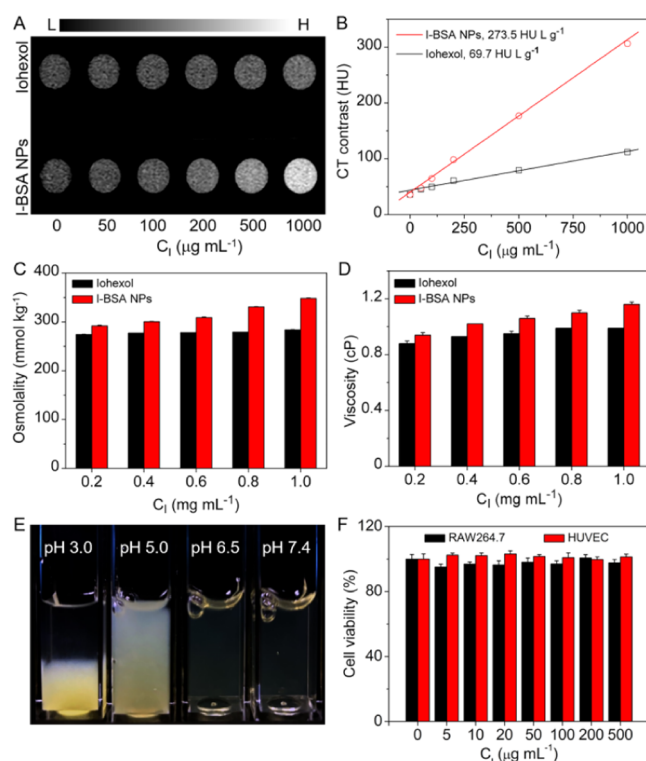 A
L
H
Iohexol
I-BSA NPs
0 50 100 200 500 1000
C_I (μg mL⁻¹)
B
I-BSA NPs, 273.5 HU L g⁻¹
Iohexol, 69.7 HU L g⁻¹
CT contrast (HU)
300
200
100
0
0 250 500 750 1000
C_I (μg mL⁻¹)
C
Iohexol
I-BSA NPs
Osmolality (mmol kg⁻¹)
400
300
200
100
0
0.2 0.4 0.6 0.8 1.0
C_I (mg mL⁻¹)
D
Iohexol
I-BSA NPs
Viscosity (cP)
1.2
0.8
0.4
0.0
0.2 0.4 0.6 0.8 1.0
C_I (mg mL⁻¹)
E
pH 3.0 pH 5.0 pH 6.5 pH 7.4
F
RAW264.7 HUVEC
Cell viability (%)
120
80
40
0
0 5 10 20 50 100 200 500
C_I (μg mL⁻¹)